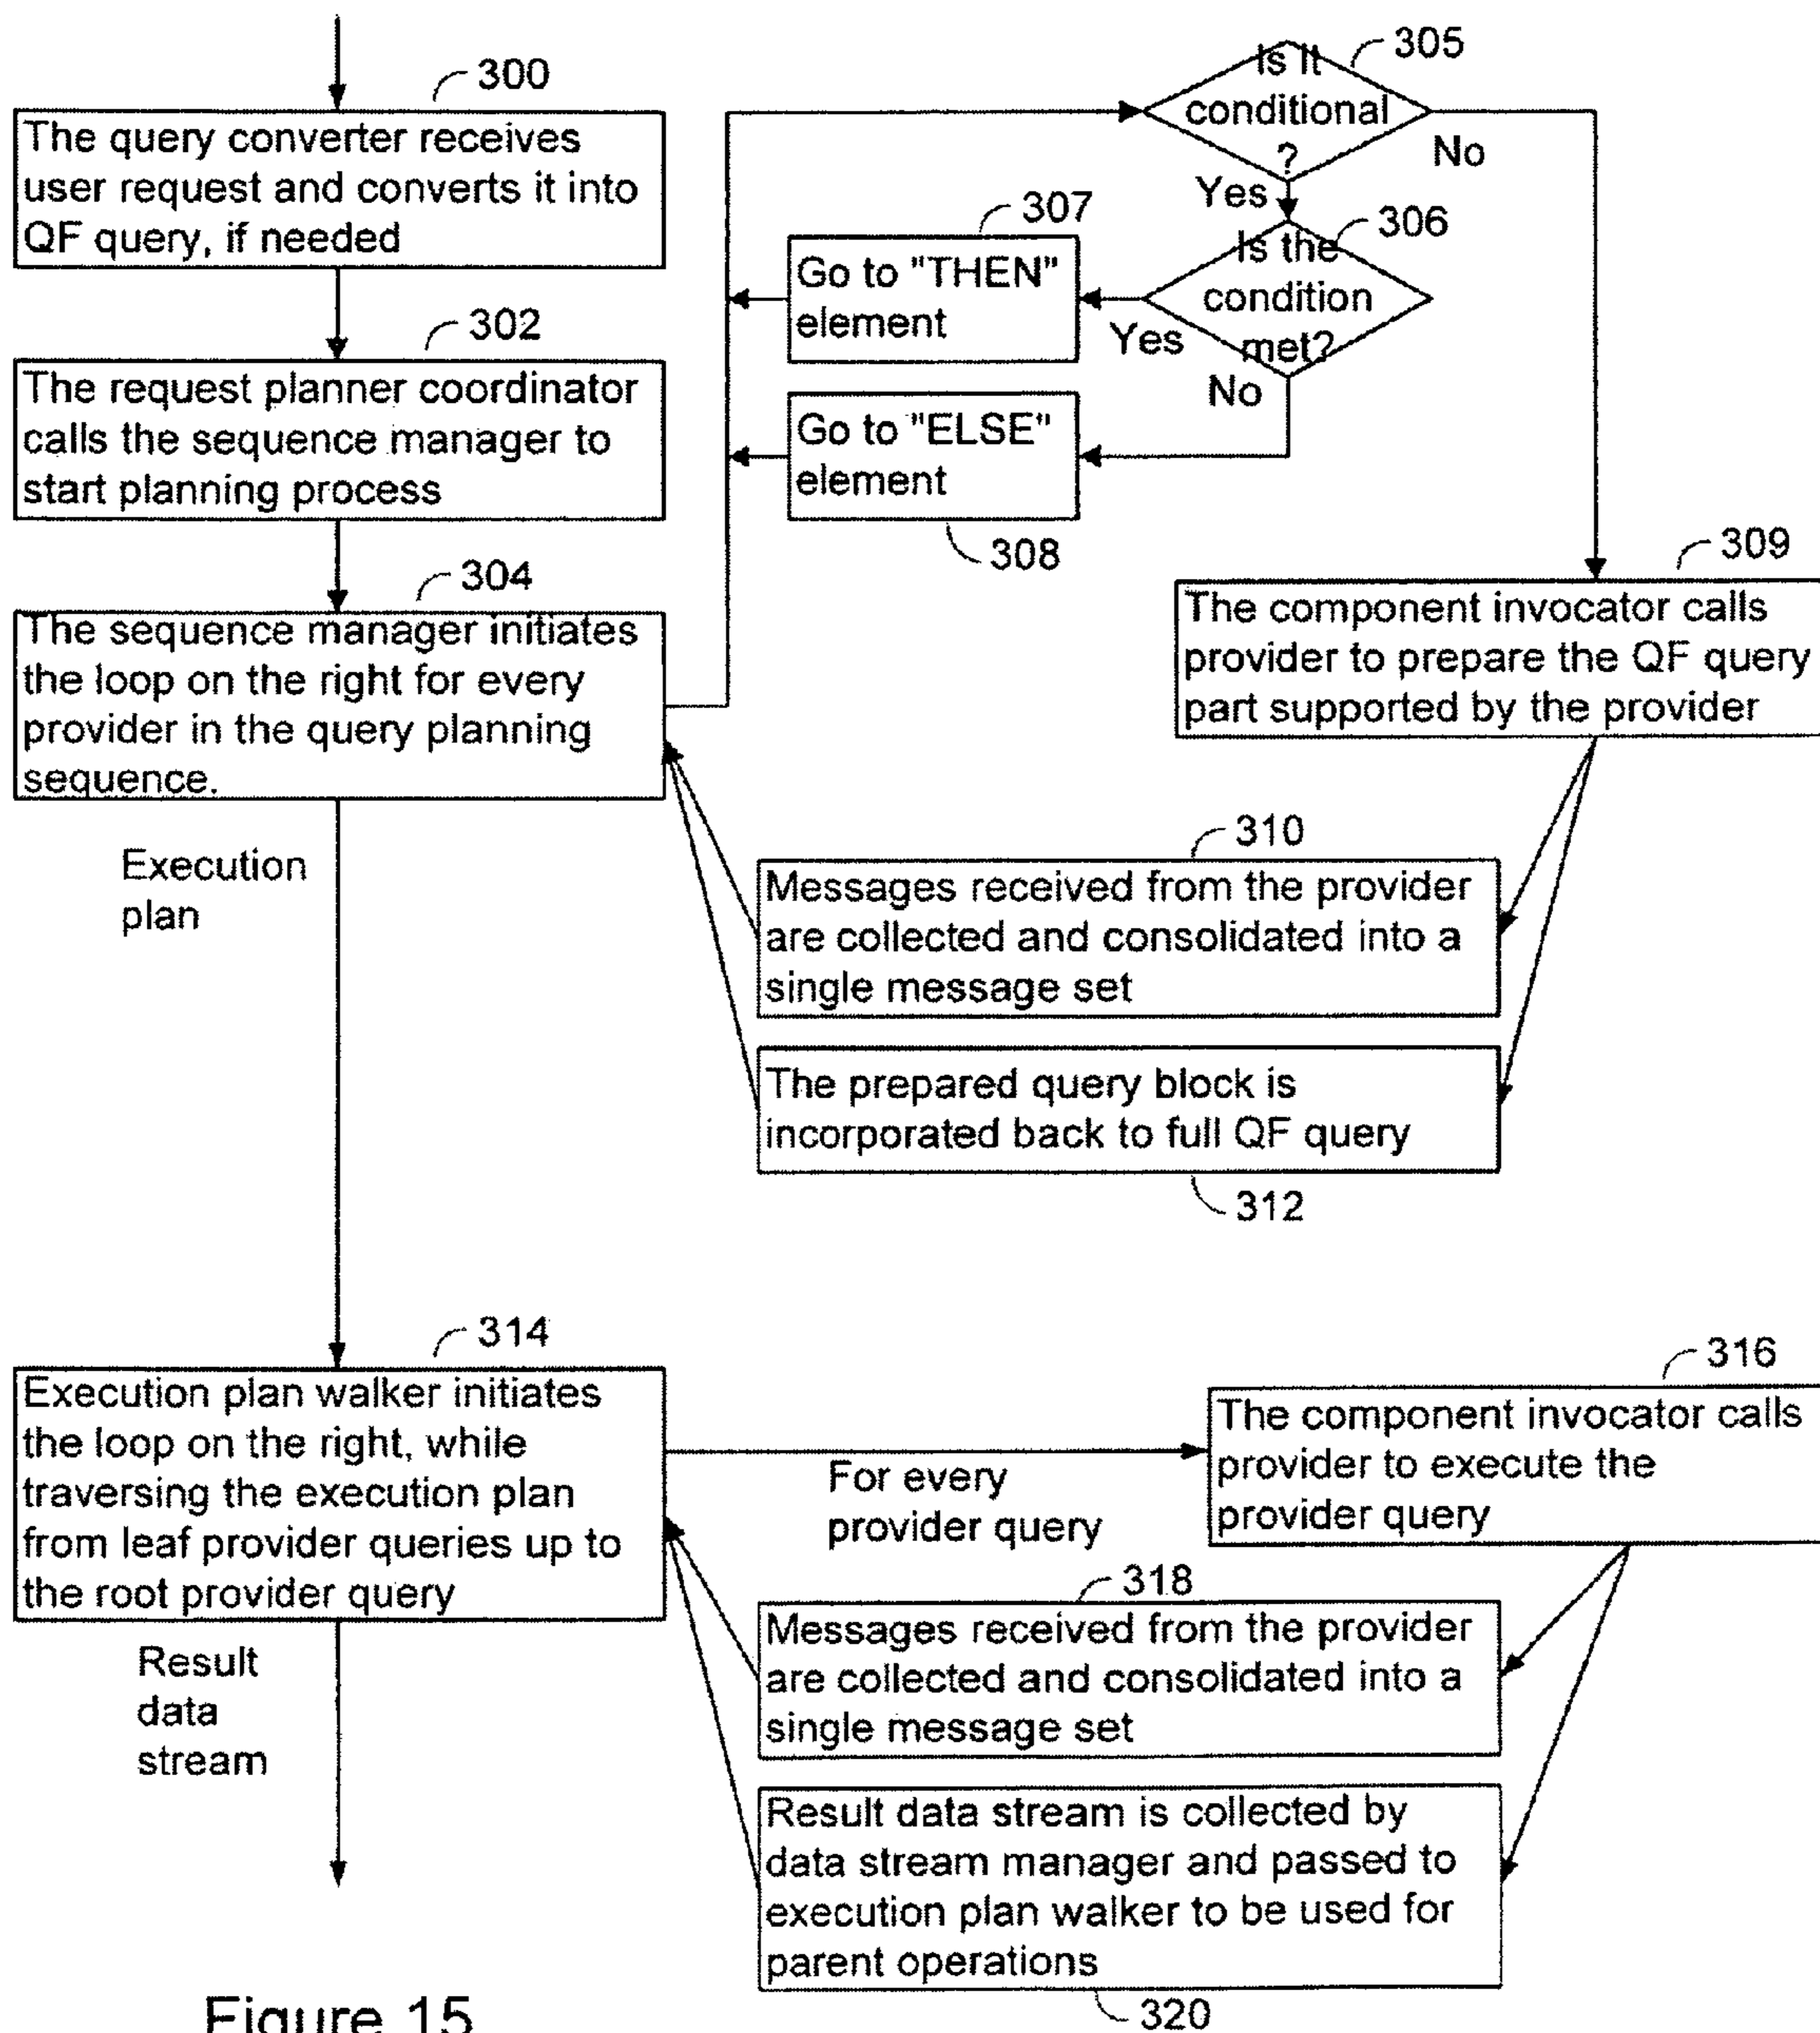 300
The query converter receives
user request and converts it into
QF query, if needed
302
The request planner coordinator
calls the sequence manager to
start planning process
304
The sequence manager initiates
the loop on the right for every
provider in the query planning
sequence.
305
Is it
conditional
?
No
Yes
306
Is the
condition
met?
Yes
No
307
Go to "THEN"
element
Go to "ELSE"
element
308
309
The component invocator calls
provider to prepare the QF query
part supported by the provider
310
Messages received from the provider
are collected and consolidated into a
single message set
The prepared query block is
incorporated back to full QF query
312
Execution
plan
314
Execution plan walker initiates
the loop on the right, while
traversing the execution plan
from leaf provider queries up to
the root provider query
For every
provider query
316
The component invocator calls
provider to execute the
provider query
318
Messages received from the provider
are collected and consolidated into a
single message set
Result data stream is collected by
data stream manager and passed to
execution plan walker to be used for
parent operations
320
Result
data
stream
Figure 15